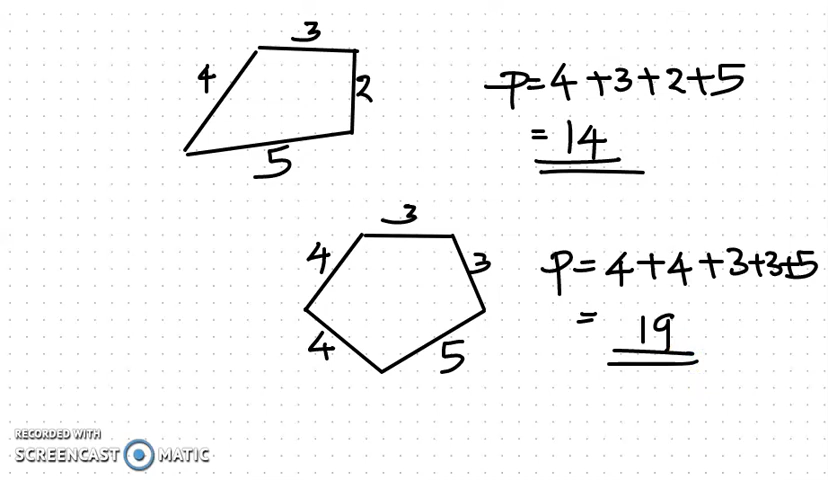 3
4
2
5
P=4+3+2+5
=14
3
4
3
4
5
P=4+4+3+3+5
= 19
RECORDED WITH
SCREENCAST MATIC